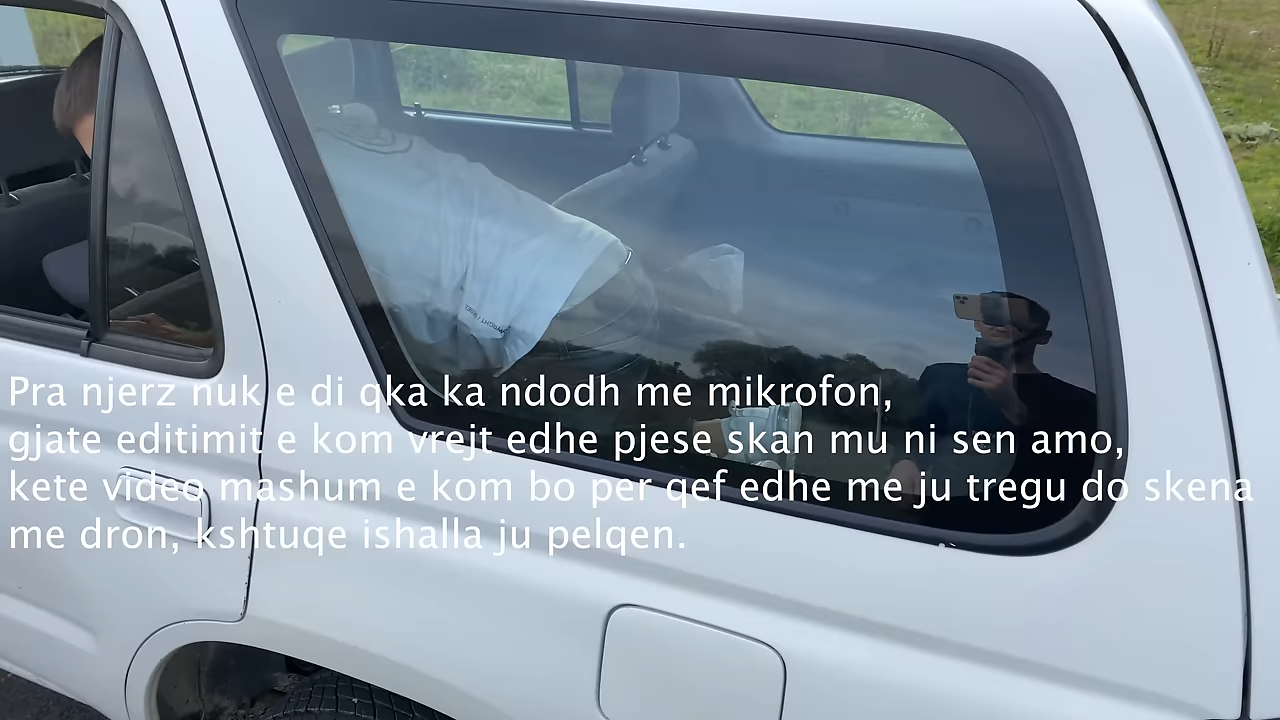 Pra njerz nuk e di qka ka ndodh me mikrofon,
gjate editimit e kom vrejt edhe pjese skan mu ni sen amo,
kete video mashum e kom bo per qef edhe me ju tregu do skena
me dron, kshtuqe ishalla ju pelqen.